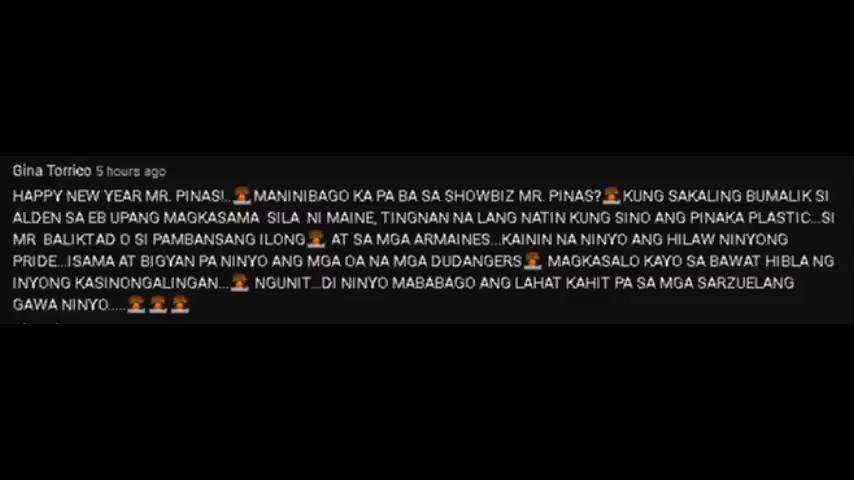 Gina Torrico 5 hours ago
HAPPY NEW YEAR MR. PINAS!..🌋MANINIBAGO KA PA BA SA SHOWBIZ MR. PINAS?🌋KUNG SAKALING BUMALIK SI
ALDEN SA EB UPANG MAGKASAMA SILA NI MAINE, TINGNAN NA LANG NATIN KUNG SINO ANG PINAKA PLASTIC...SI
MR BALIKTAD O SI PAMBANSANG ILONG🌋 AT SA MGA ARMAINES...KAININ NA NINYO ANG HILAW NINYONG
PRIDE...ISAMA AT BIGYAN PA NINYO ANG MGA OA NA MGA DUDANGERS🌋 MAGKASALO KAYO SA BAWAT HIBLA NG
INYONG KASINONGALINGAN...🌋 NGUNIT...DI NINYO MABABAGO ANG LAHAT KAHIT PA SA MGA SARZUELANG
GAWA NINYO.....🌋🌋🌋